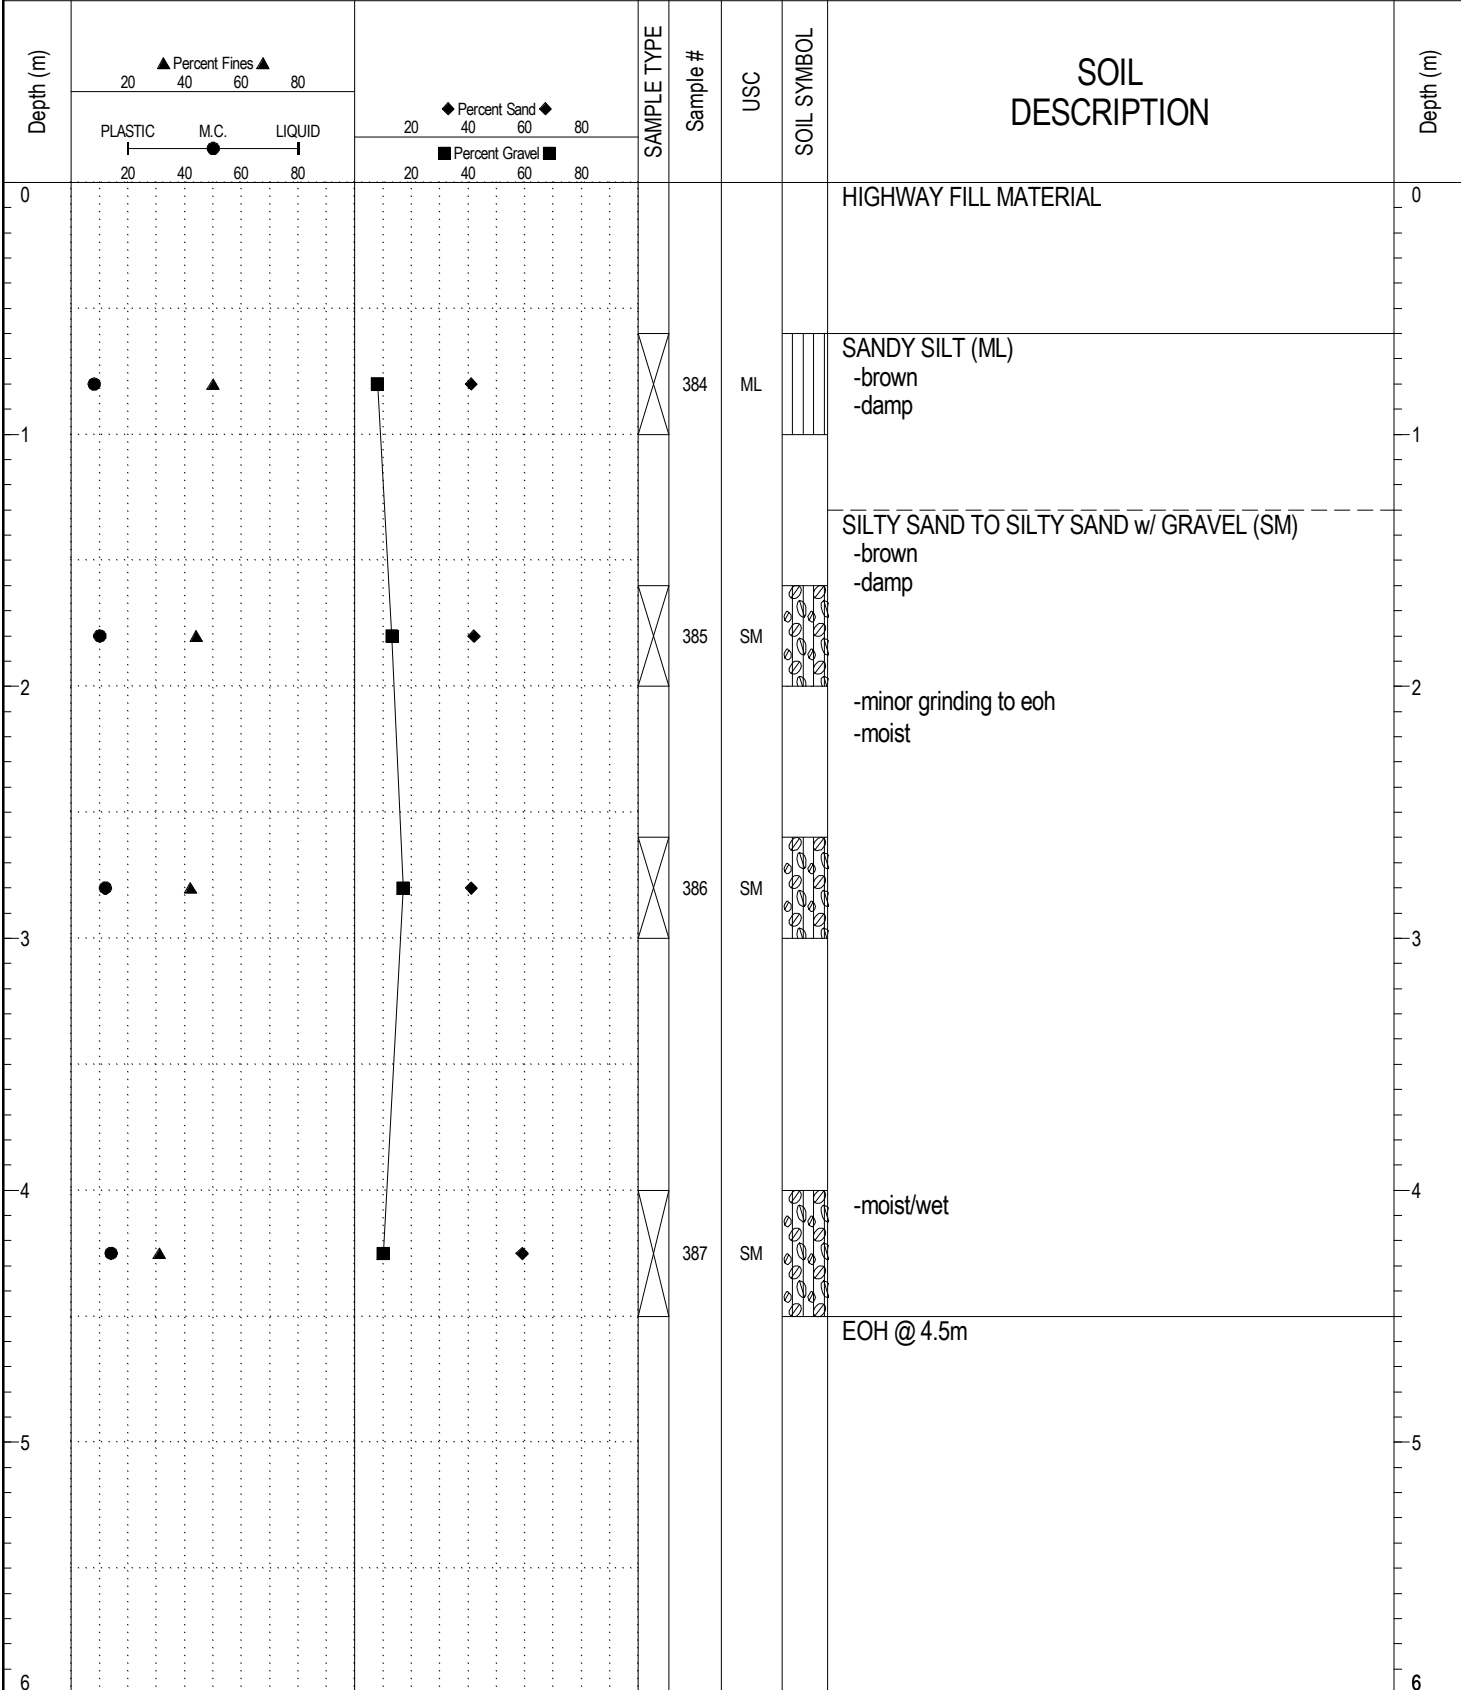 Depth (m)
▲ Percent Fines ▲
20 40 60 80
PLASTIC M.C. LIQUID
20 40 60 80
◆ Percent Sand ◆
20 40 60 80
■ Percent Gravel ■
20 40 60 80
SAMPLE TYPE
Sample #
USC
SOIL SYMBOL
SOIL
DESCRIPTION
Depth (m)
0 HIGHWAY FILL MATERIAL 0
SANDY SILT (ML)
-brown
384 ML
-damp
1 1
SILTY SAND TO SILTY SAND w/ GRAVEL (SM)
-brown
-damp
385 SM
2 2
-minor grinding to eoh
-moist
386 SM
3 3
4 4
-moist/wet
387 SM
EOH @ 4.5m
5 5
6 6